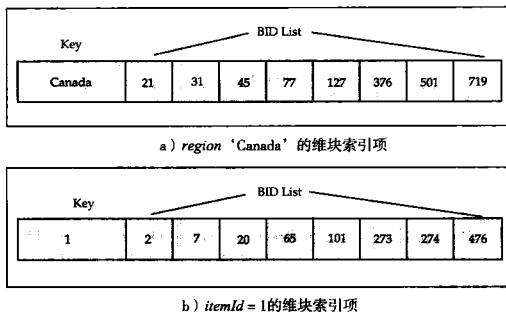 BID List
Key
Canada 21 31 45 77 127 376 501 719
a）region‘Canada’的维块索引项
BID List
Key
1 2 7 20 65 101 273 274 476
b）itemId = 1的维块索引项